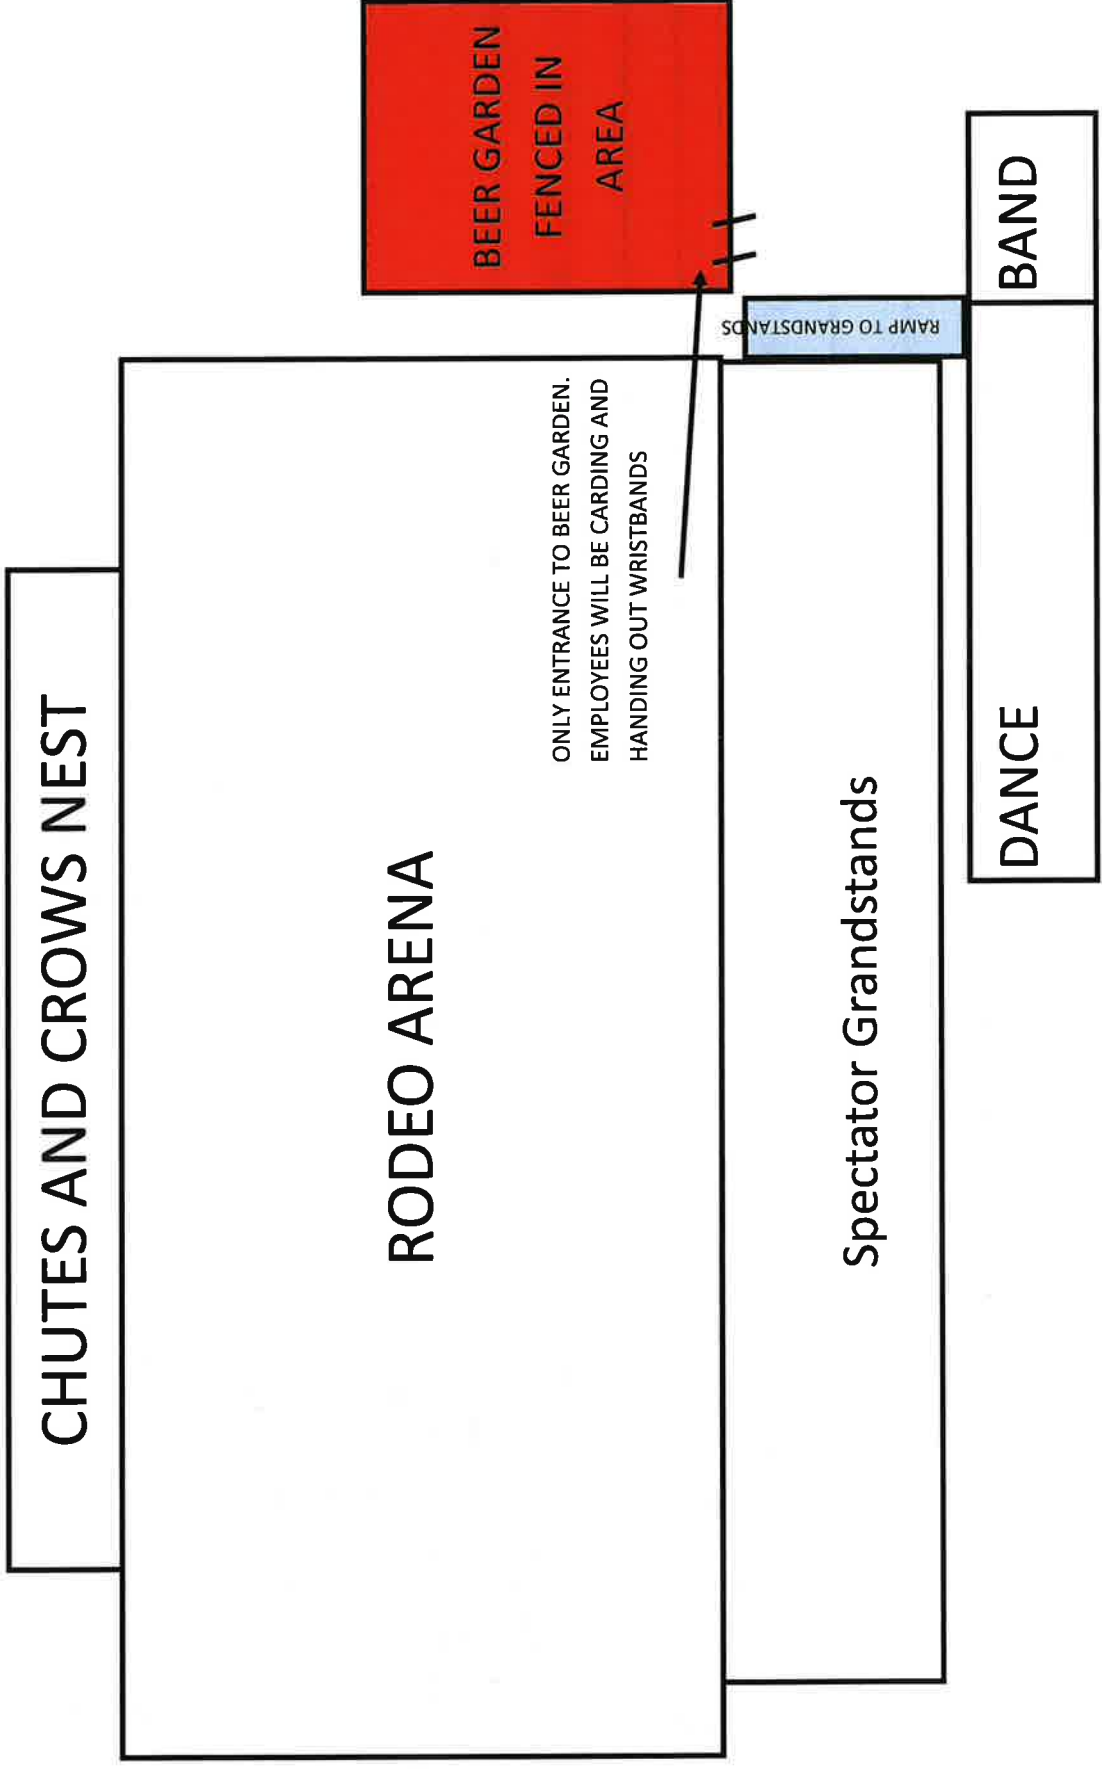 CHUTES AND CROWS NEST
RODEO ARENA
BEER GARDEN
FENCED IN
AREA
ONLY ENTRANCE TO BEER GARDEN.
EMPLOYEES WILL BE CARDING AND
HANDING OUT WRISTBANDS
RAMP TO GRANDSTANDS
Spectator Grandstands
DANCE
BAND